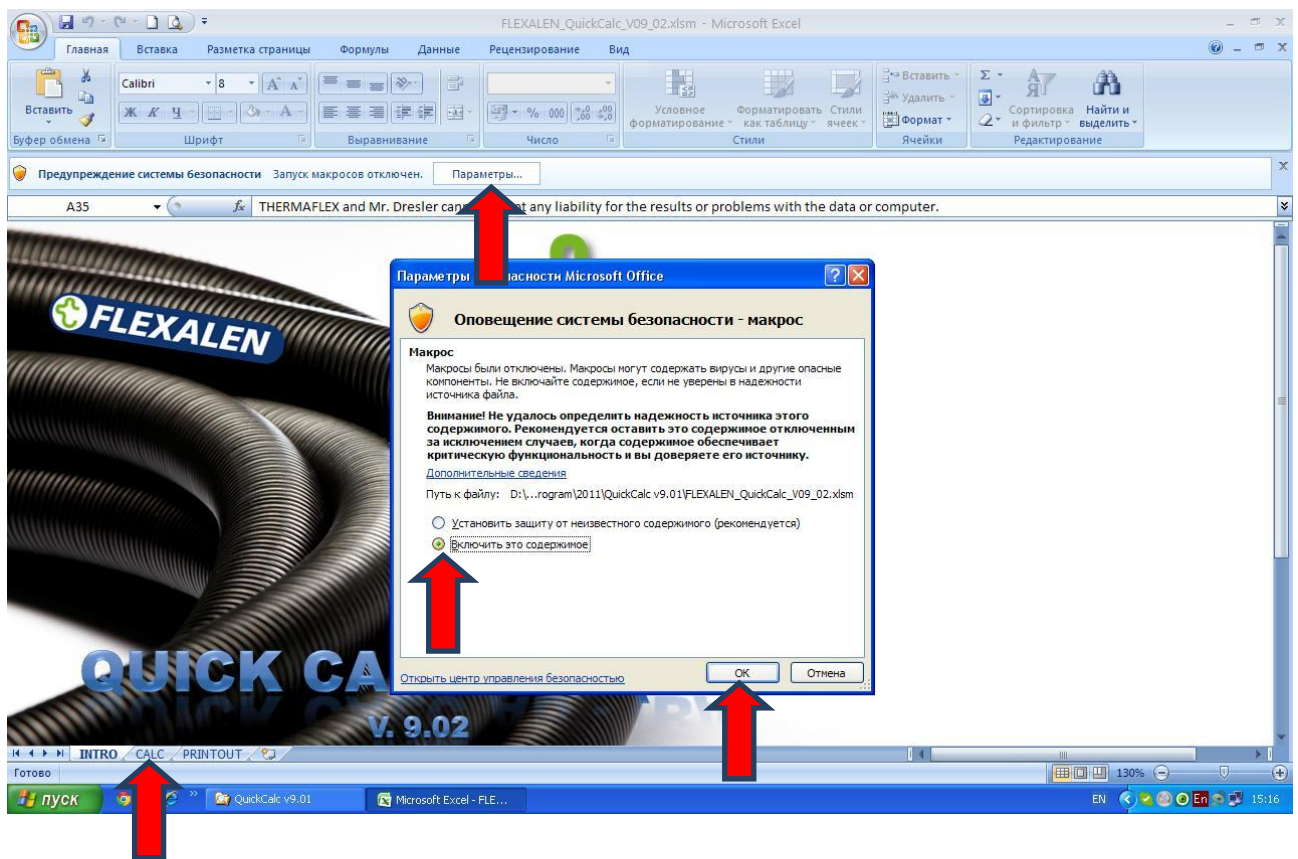 FLEXALEN_QuickCalc_V09_02.xlsm - Microsoft Excel
Главная Вставка Разметка страницы Формулы Данные Рецензирование Вид
Вставить
Calibri 8
Ж К Ч
% 000
Условное форматирование
Форматировать как таблицу
Стили ячеек
Вставить
Удалить
Формат
Сортировка и фильтр
Найти и выделить
Буфер обмена Шрифт Выравнивание Число Стили Ячейки Редактирование
Предупреждение системы безопасности Запуск макросов отключен. Параметры...
A35 fx THERMAFLEX and Mr. Dresler any liability for the results or problems with the data or computer.
FLEXALEN
Параметры Microsoft Office
Оповещение системы безопасности - макрос
Макрос
Макросы были отключены. Макросы могут содержать вирусы и другие опасные
компоненты. Не включайте содержимое, если не уверены в надежности
источника файла.
Внимание! Не удалось определить надежность источника этого
содержимого. Рекомендуется оставить это содержимое отключенным
за исключением случаев, когда содержимое обеспечивает
критическую функциональность и вы доверяете его источнику.
Дополнительные сведения
Путь к файлу: D:\...rogram\2011\QuickCalc v9.01\FLEXALEN_QuickCalc_V09_02.xlsm
Установить защиту от неизвестного содержимого (рекомендуется)
Включить это содержимое
Открыть центр управления безопасностью OK Отмена
QUICK CA
V. 9.02
INTRO CALC PRINTOUT
Готово 130%
пуск QuickCalc v9.01 Microsoft Excel - FLE... EN En 15:16